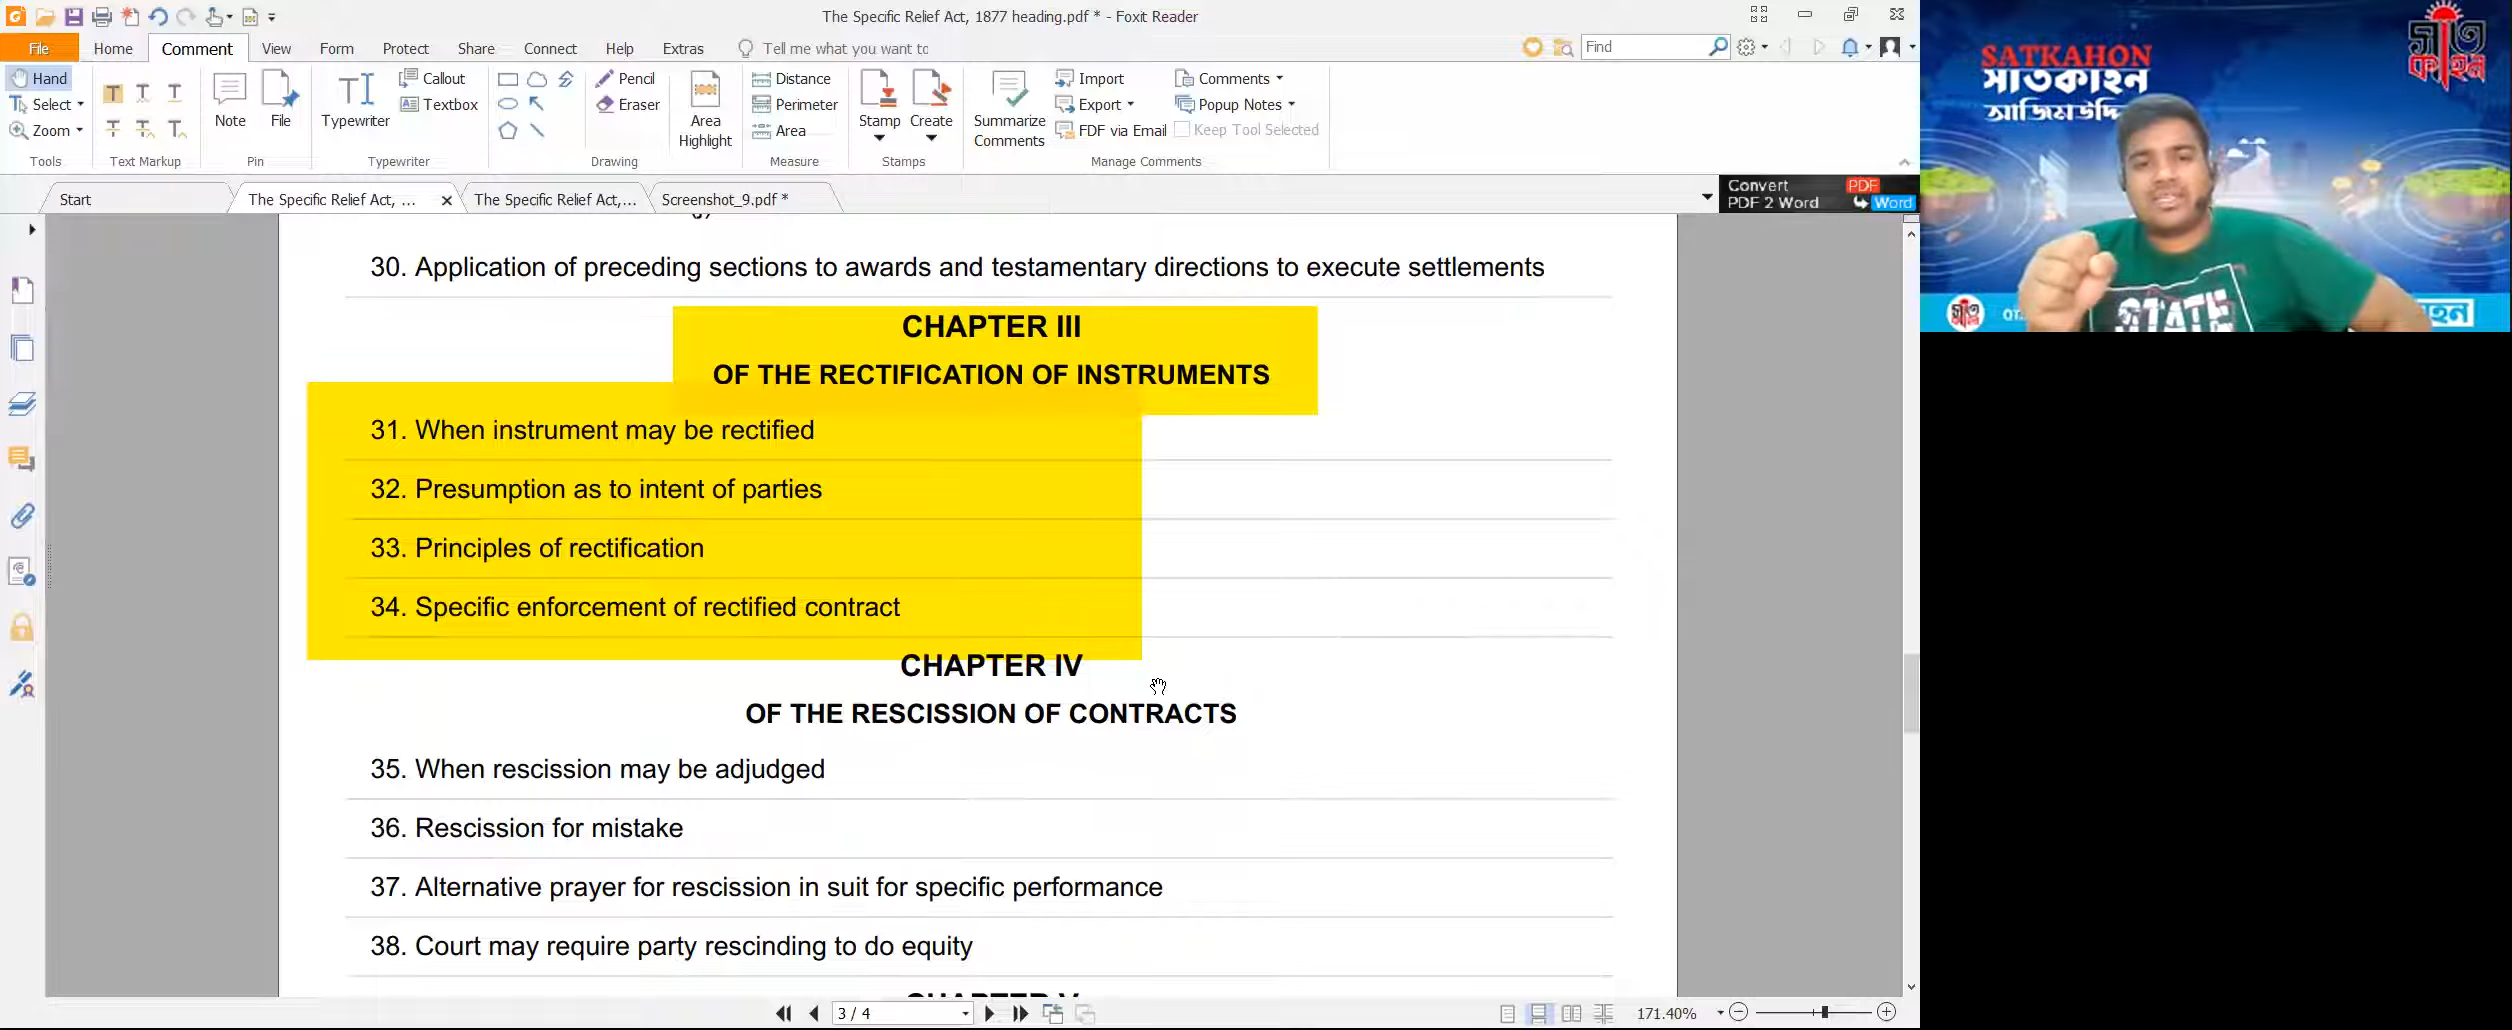 The Specific Relief Act, 1877 heading.pdf * - Foxit Reader
File Home Comment View Form Protect Share Connect Help Extras Tell me what you want to Find
Hand
Select
Zoom
Tools
Text Markup
Note
File
Pin
Typewriter
Callout
Textbox
Typewriter
Pencil
Eraser
Drawing
Area Highlight
Distance
Perimeter
Area
Measure
Stamp
Create
Stamps
Summarize Comments
Import
Export
FDF via Email
Comments
Popup Notes
Keep Tool Selected
Manage Comments
Start
The Specific Relief Act, ...
The Specific Relief Act,...
Screenshot_9.pdf *
Convert PDF
PDF 2 Word Word
30. Application of preceding sections to awards and testamentary directions to execute settlements
CHAPTER III
OF THE RECTIFICATION OF INSTRUMENTS
31. When instrument may be rectified
32. Presumption as to intent of parties
33. Principles of rectification
34. Specific enforcement of rectified contract
CHAPTER IV
OF THE RESCISSION OF CONTRACTS
35. When rescission may be adjudged
36. Rescission for mistake
37. Alternative prayer for rescission in suit for specific performance
38. Court may require party rescinding to do equity
CHAPTER V
3 / 4
171.40%
SATKAHON
সাতকাহন
আজিমউদ্দি
সাত
কাহন
STATE
হন